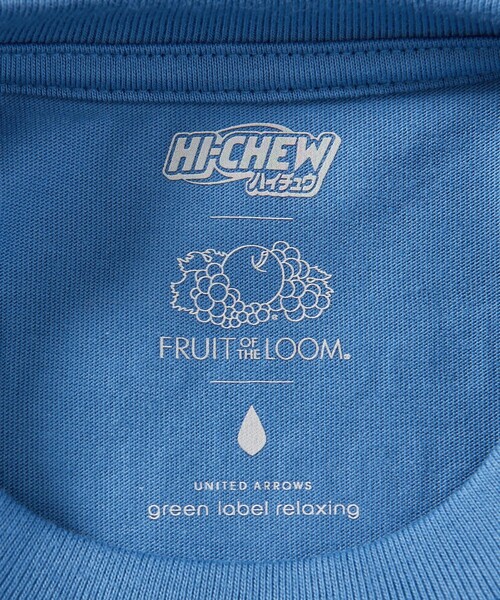 HI-CHEW
ハイチュウ
FRUIT OF THE LOOM®
UNITED ARROWS
green label relaxing